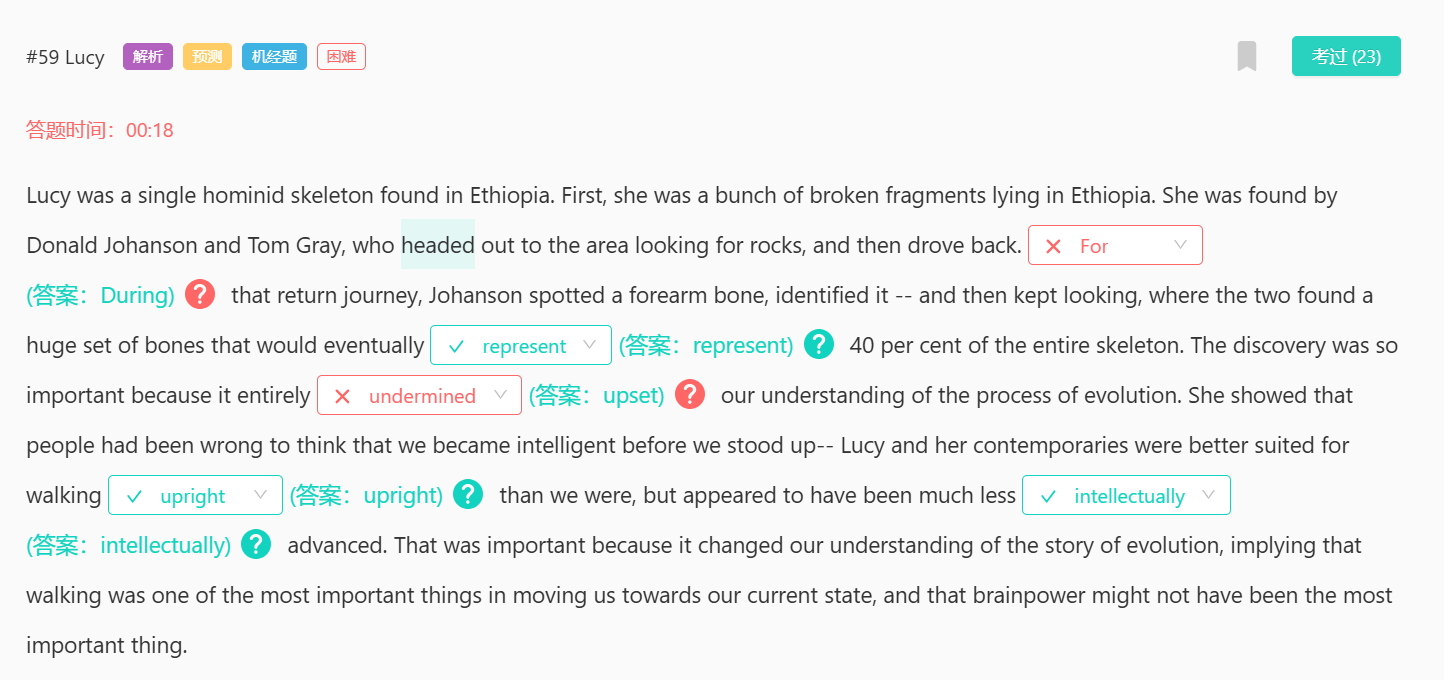 #59 Lucy 解析 预测 机经题 困难 考过 (23)
答题时间：00:18
Lucy was a single hominid skeleton found in Ethiopia. First, she was a bunch of broken fragments lying in Ethiopia. She was found by
Donald Johanson and Tom Gray, who headed out to the area looking for rocks, and then drove back. For
(答案：During) ? that return journey, Johanson spotted a forearm bone, identified it -- and then kept looking, where the two found a
huge set of bones that would eventually represent (答案：represent) ? 40 per cent of the entire skeleton. The discovery was so
important because it entirely undermined (答案：upset) ? our understanding of the process of evolution. She showed that
people had been wrong to think that we became intelligent before we stood up-- Lucy and her contemporaries were better suited for
walking upright (答案：upright) ? than we were, but appeared to have been much less intellectually
(答案：intellectually) ? advanced. That was important because it changed our understanding of the story of evolution, implying that
walking was one of the most important things in moving us towards our current state, and that brainpower might not have been the most
important thing.